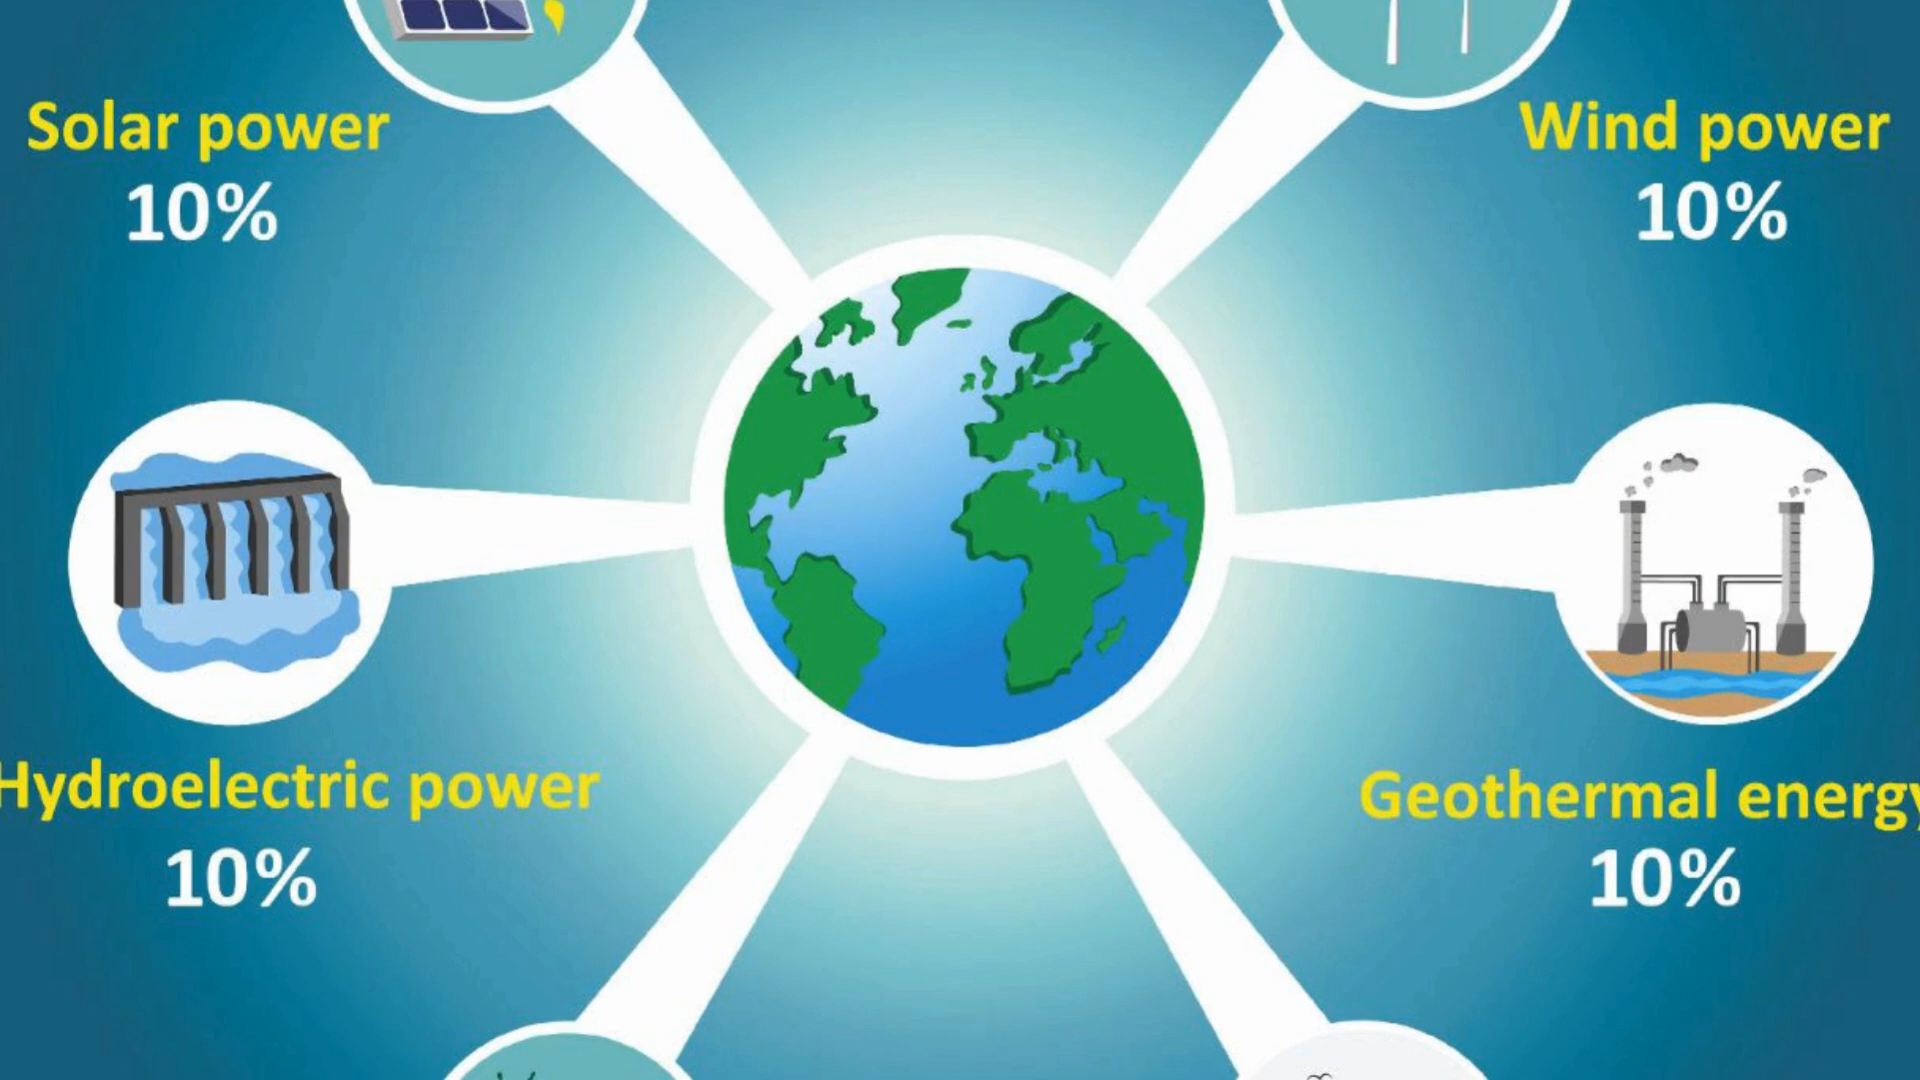 Solar power
10%
Wind power
10%
Hydroelectric power
10%
Geothermal energy
10%